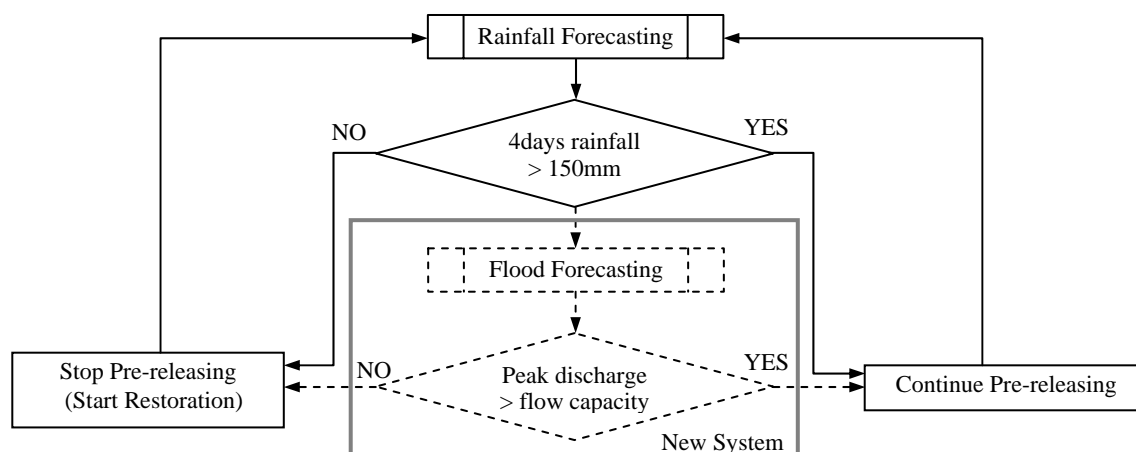 Rainfall Forecasting
NO
YES
4days rainfall
> 150mm
Flood Forecasting
Stop Pre-releasing
(Start Restoration)
NO
YES
Peak discharge
> flow capacity
Continue Pre-releasing
New System